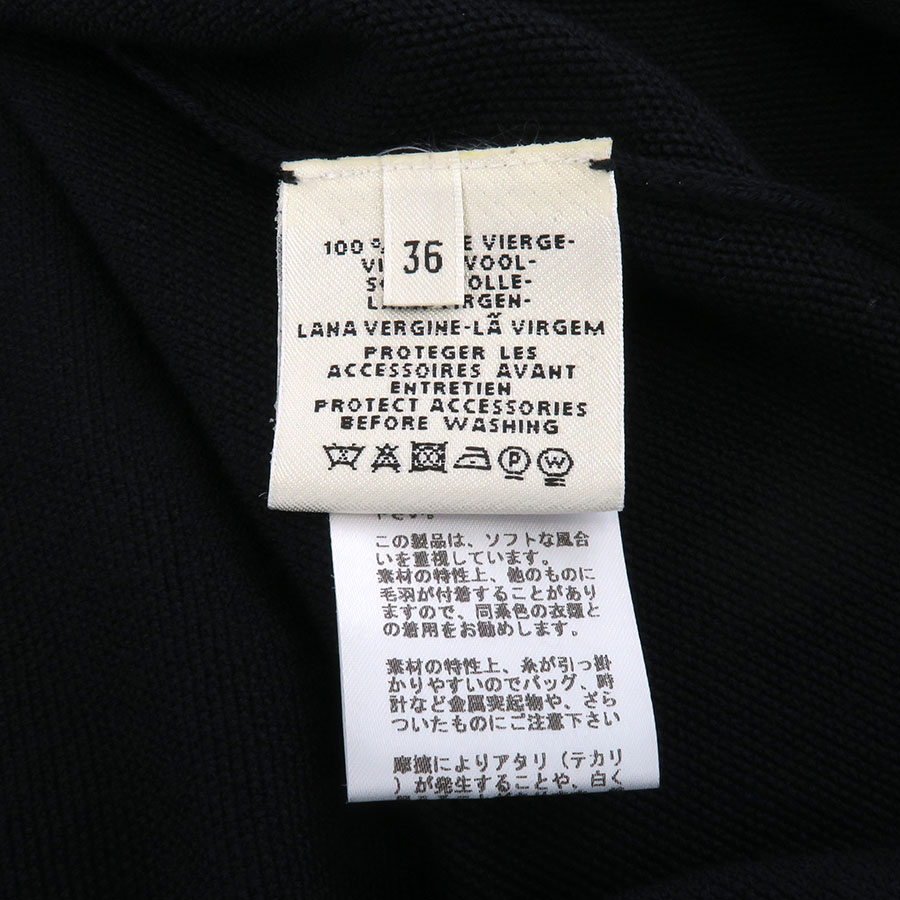 36
100 % E VIERGE-
VI WOOL-
S OLLE-
L VIRGEN-
LANA VERGINE-LÃ VIRGEM
PROTEGER LES
ACCESSOIRES AVANT
ENTRETIEN
PROTECT ACCESSORIES
BEFORE WASHING
P W
下さい。
この製品は、ソフトな風合
いを重視しています。
素材の特性上、他のものに
毛羽が付着することがあり
ますので、同系色の衣類と
の着用をお勧めします。
素材の特性上、糸が引っ掛
かりやすいのでバッグ、時
計など金属突起物や、ざら
ついたものにご注意下さい
摩擦によりアタリ（テカリ
）が発生することや、白く